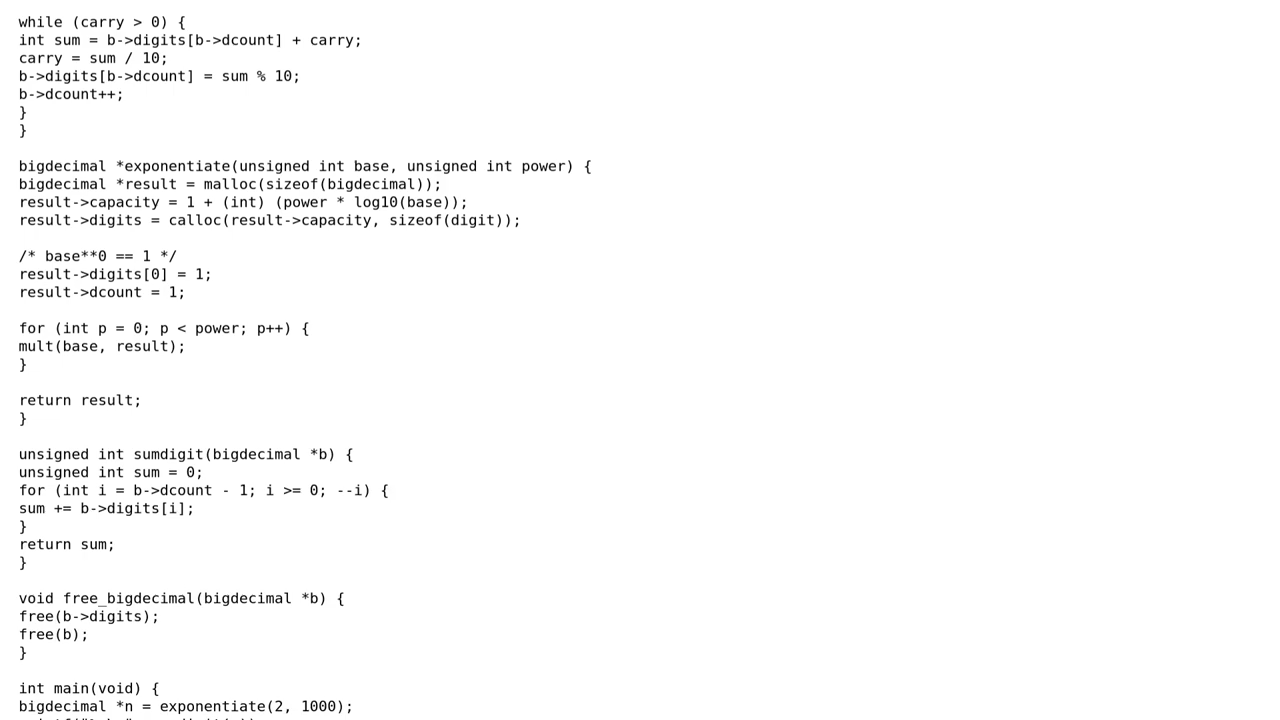 while (carry > 0) {
int sum = b->digits[b->dcount] + carry;
carry = sum / 10;
b->digits[b->dcount] = sum % 10;
b->dcount++;
}
}
bigdecimal *exponentiate(unsigned int base, unsigned int power) {
bigdecimal *result = malloc(sizeof(bigdecimal));
result->capacity = 1 + (int) (power * log10(base));
result->digits = calloc(result->capacity, sizeof(digit));
/* base**0 == 1 */
result->digits[0] = 1;
result->dcount = 1;
for (int p = 0; p < power; p++) {
mult(base, result);
}
return result;
}
unsigned int sumdigit(bigdecimal *b) {
unsigned int sum = 0;
for (int i = b->dcount - 1; i >= 0; --i) {
sum += b->digits[i];
}
return sum;
}
void free_bigdecimal(bigdecimal *b) {
free(b->digits);
free(b);
}
int main(void) {
bigdecimal *n = exponentiate(2, 1000);